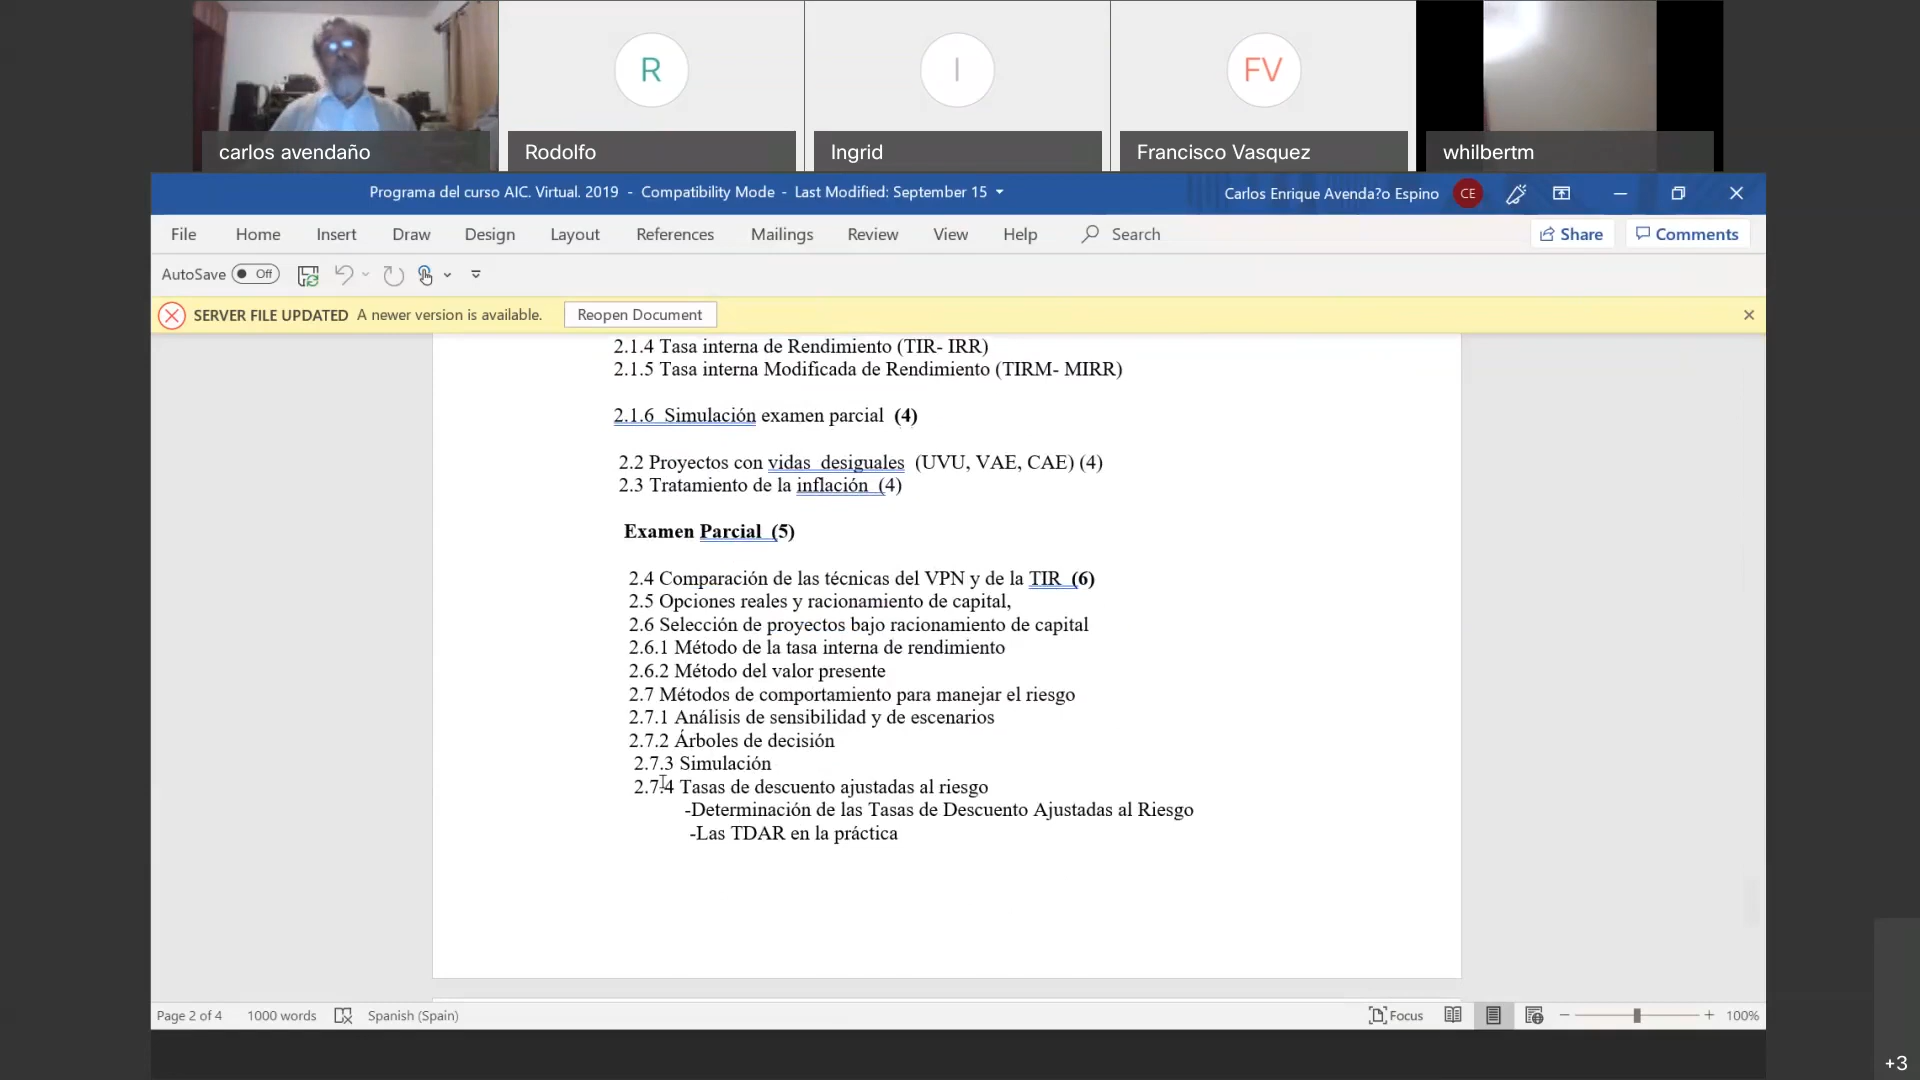 R
I
FV
carlos avendaño
Rodolfo
Ingrid
Francisco Vasquez
whilbertm
Programa del curso AIC. Virtual. 2019 - Compatibility Mode - Last Modified: September 15
Carlos Enrique Avenda?o Espino
CE
File Home Insert Draw Design Layout References Mailings Review View Help Search
Share
Comments
AutoSave Off
SERVER FILE UPDATED A newer version is available.
Reopen Document
2.1.4 Tasa interna de Rendimiento (TIR- IRR)
2.1.5 Tasa interna Modificada de Rendimiento (TIRM- MIRR)
2.1.6 Simulación examen parcial (4)
2.2 Proyectos con vidas desiguales (UVU, VAE, CAE) (4)
2.3 Tratamiento de la inflación (4)
Examen Parcial (5)
2.4 Comparación de las técnicas del VPN y de la TIR (6)
2.5 Opciones reales y racionamiento de capital,
2.6 Selección de proyectos bajo racionamiento de capital
2.6.1 Método de la tasa interna de rendimiento
2.6.2 Método del valor presente
2.7 Métodos de comportamiento para manejar el riesgo
2.7.1 Análisis de sensibilidad y de escenarios
2.7.2 Árboles de decisión
2.7.3 Simulación
2.7.4 Tasas de descuento ajustadas al riesgo
-Determinación de las Tasas de Descuento Ajustadas al Riesgo
-Las TDAR en la práctica
Page 2 of 4 1000 words Spanish (Spain)
Focus
100%
+3